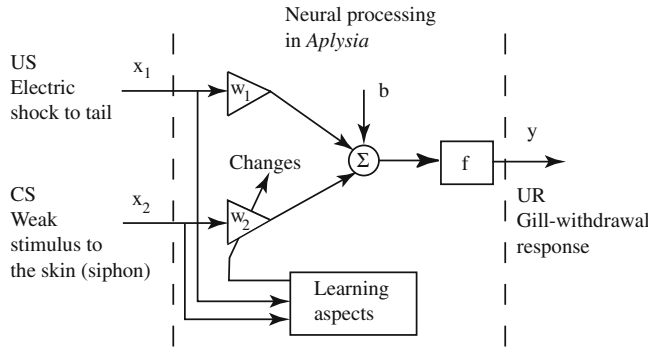 Neural processing
in Aplysia
US
Electric
shock to tail
x1
w1
b
Σ
f
y
Changes
CS
Weak
stimulus to
the skin (siphon)
x2
w2
UR
Gill-withdrawal
response
Learning
aspects